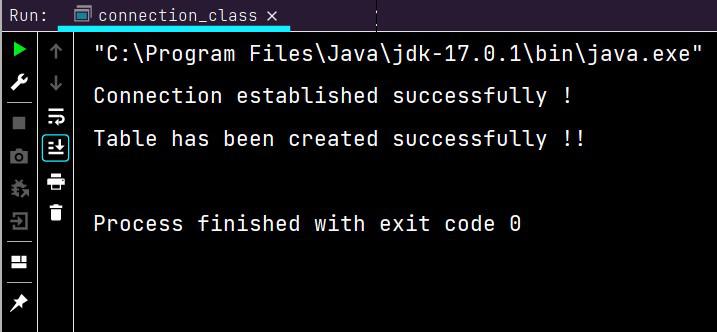 Run: connection_class
"C:\Program Files\Java\jdk-17.0.1\bin\java.exe"
Connection established successfully !
Table has been created successfully !!
Process finished with exit code 0